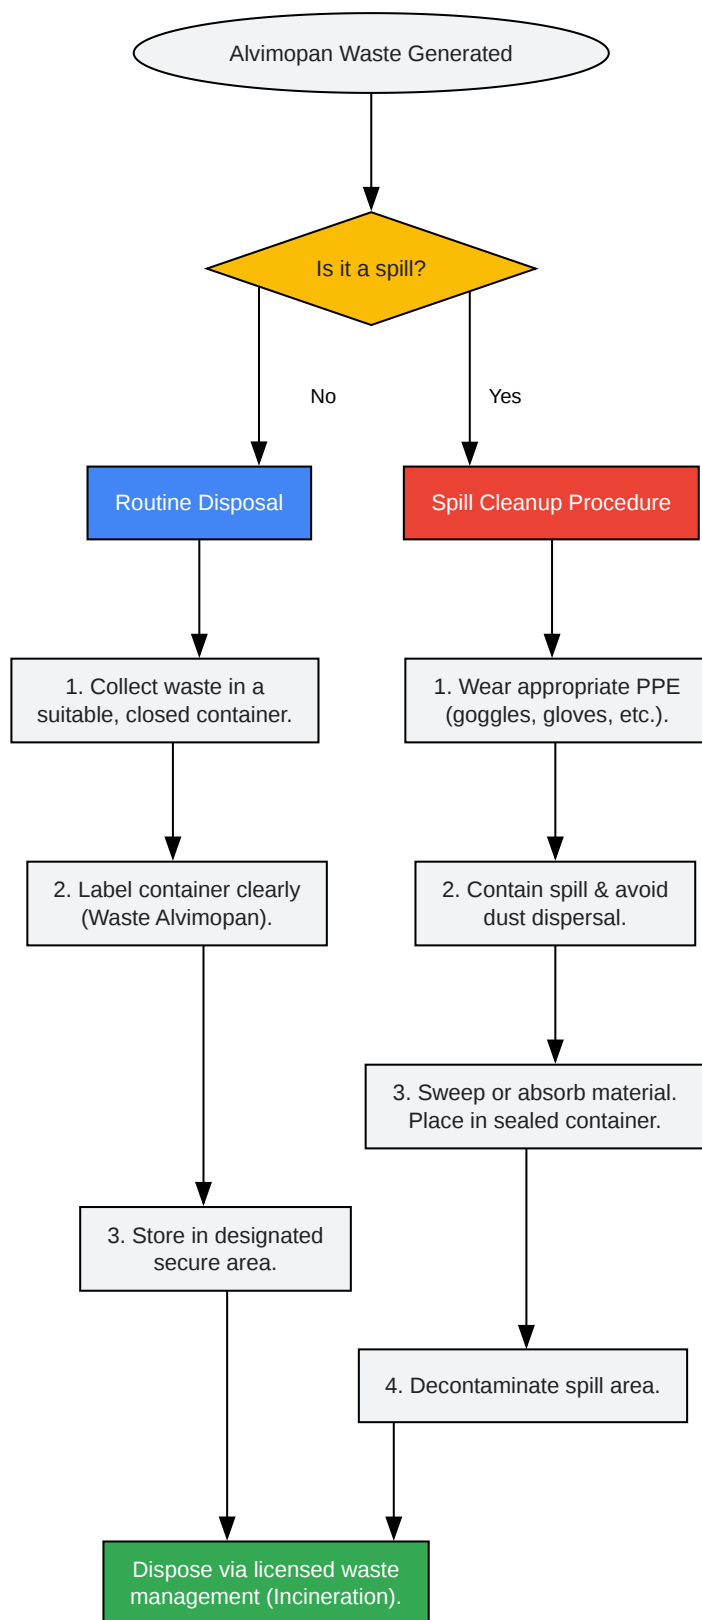 Alvimopan Waste Generated
Is it a spill?
No
Yes
Routine Disposal
Spill Cleanup Procedure
1. Collect waste in a
suitable, closed container.
1. Wear appropriate PPE
(goggles, gloves, etc.).
2. Label container clearly
(Waste Alvimopan).
2. Contain spill & avoid
dust dispersal.
3. Sweep or absorb material.
Place in sealed container.
3. Store in designated
secure area.
4. Decontaminate spill area.
Dispose via licensed waste
management (Incineration).